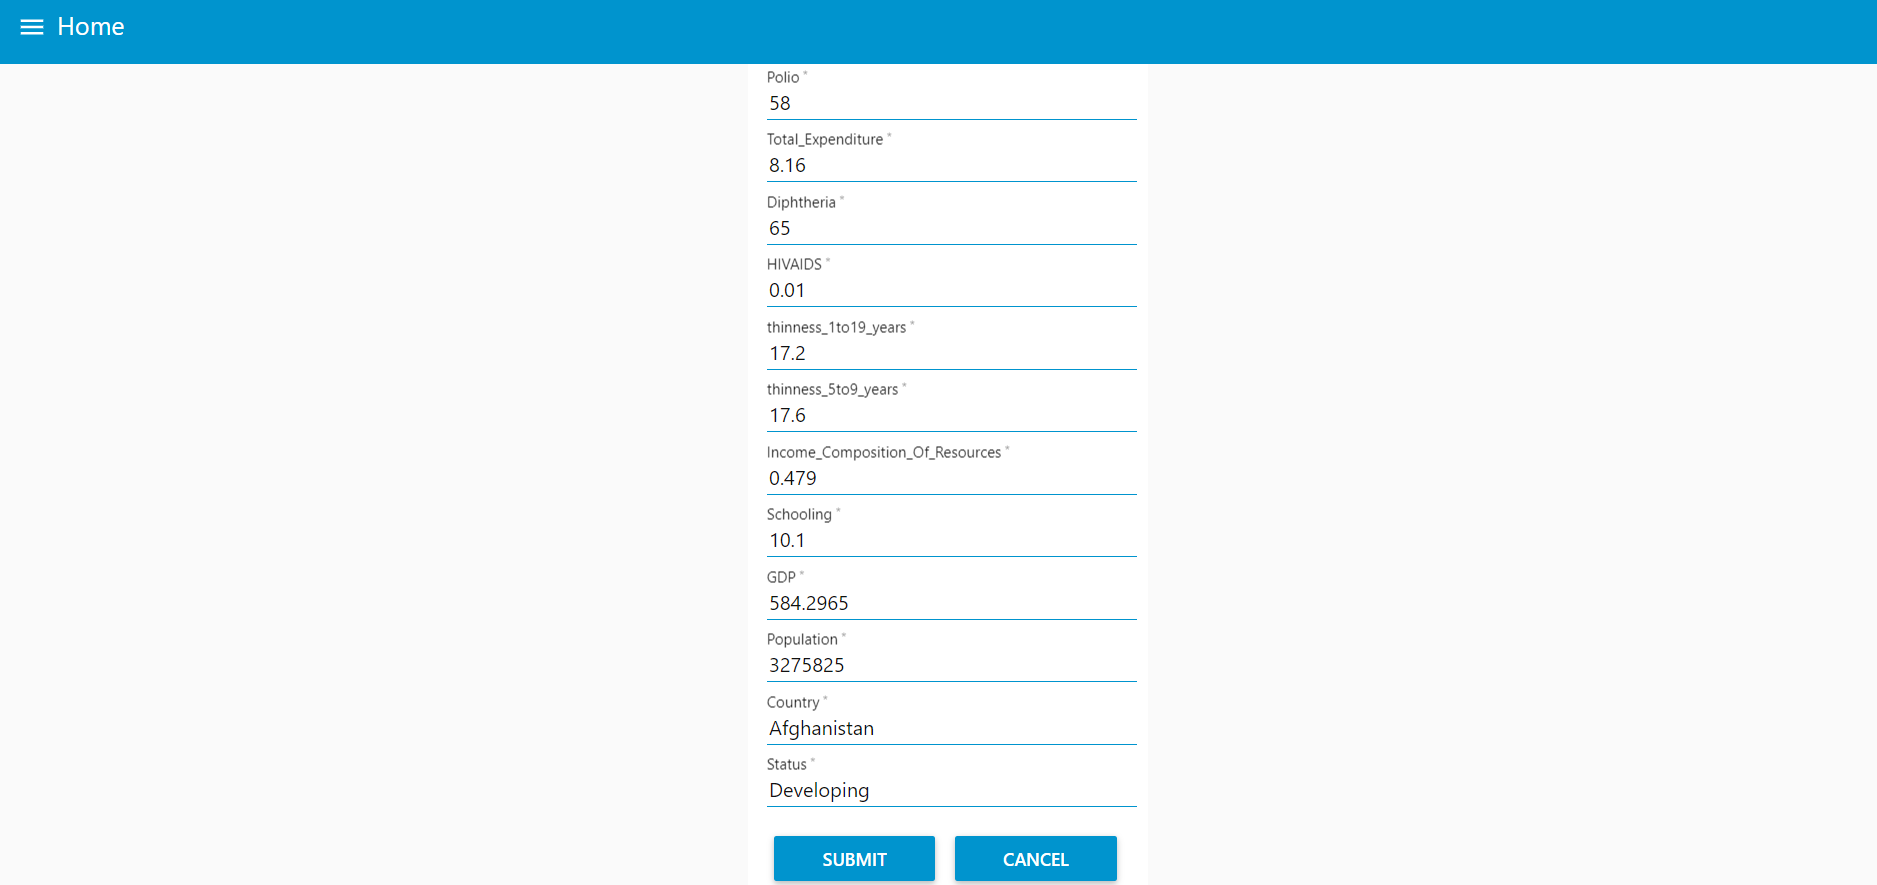 Home
Polio *
58
Total_Expenditure *
8.16
Diphtheria *
65
HIVAIDS *
0.01
thinness_1to19_years *
17.2
thinness_5to9_years *
17.6
Income_Composition_Of_Resources *
0.479
Schooling *
10.1
GDP *
584.2965
Population *
3275825
Country *
Afghanistan
Status *
Developing
SUBMIT CANCEL